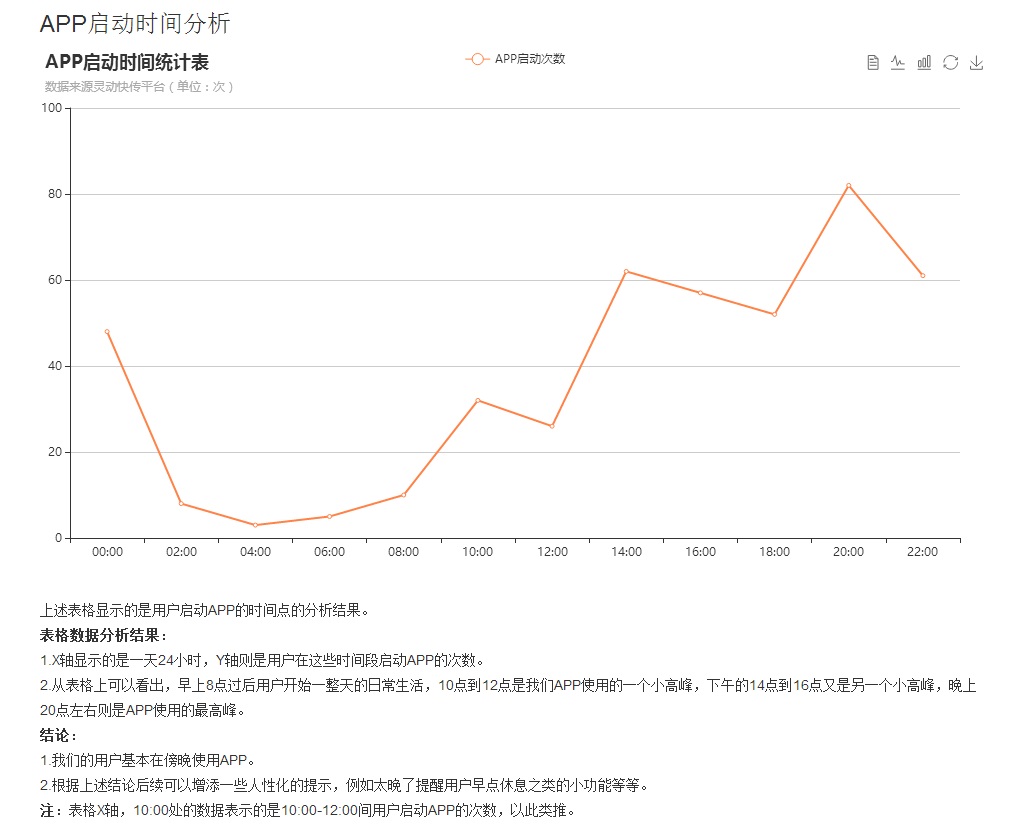 APP启动时间分析
APP启动时间统计表
APP启动次数
数据来源灵动快传平台（单位：次）
100
80
60
40
20
0
00:00 02:00 04:00 06:00 08:00 10:00 12:00 14:00 16:00 18:00 20:00 22:00
上述表格显示的是用户启动APP的时间点的分析结果。
表格数据分析结果：
1.X轴显示的是一天24小时，Y轴则是用户在这些时间段启动APP的次数。
2.从表格上可以看出，早上8点过后用户开始一整天的日常生活，10点到12点是我们APP使用的一个小高峰，下午的14点到16点又是另一个小高峰，晚上
20点左右则是APP使用的最高峰。
结论：
1.我们的用户基本在傍晚使用APP。
2.根据上述结论后续可以增添一些人性化的提示，例如太晚了提醒用户早点休息之类的小功能等等。
注：表格X轴，10:00处的数据表示的是10:00-12:00间用户启动APP的次数，以此类推。